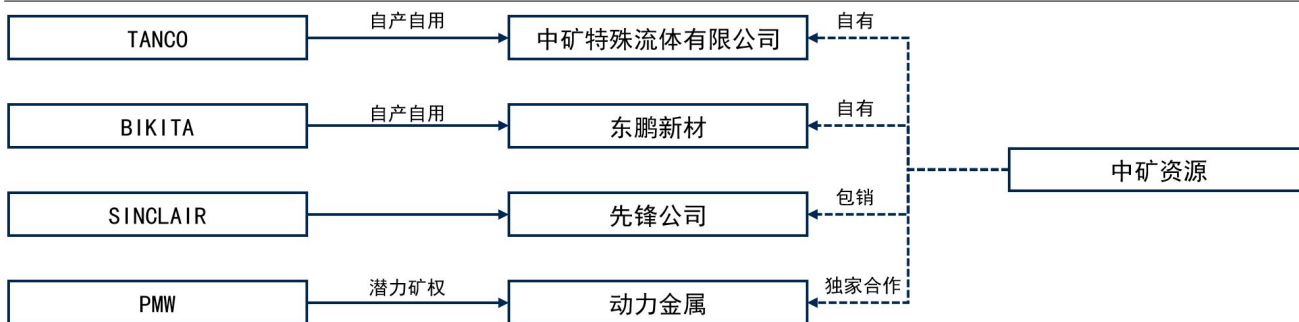 TANCO
自产自用
中矿特殊流体有限公司
自有
BIKITA
自产自用
东鹏新材
自有
中矿资源
SINCLAIR
先锋公司
包销
PMW
潜力矿权
动力金属
独家合作